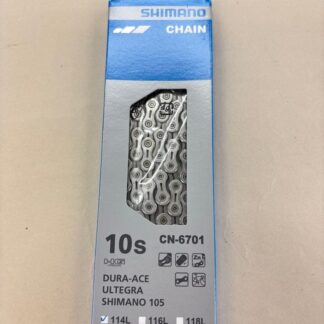 SHIMANO
CHAIN
10s CN-6701
DURA-ACE
ULTEGRA
SHIMANO 105
114L 116L 118L